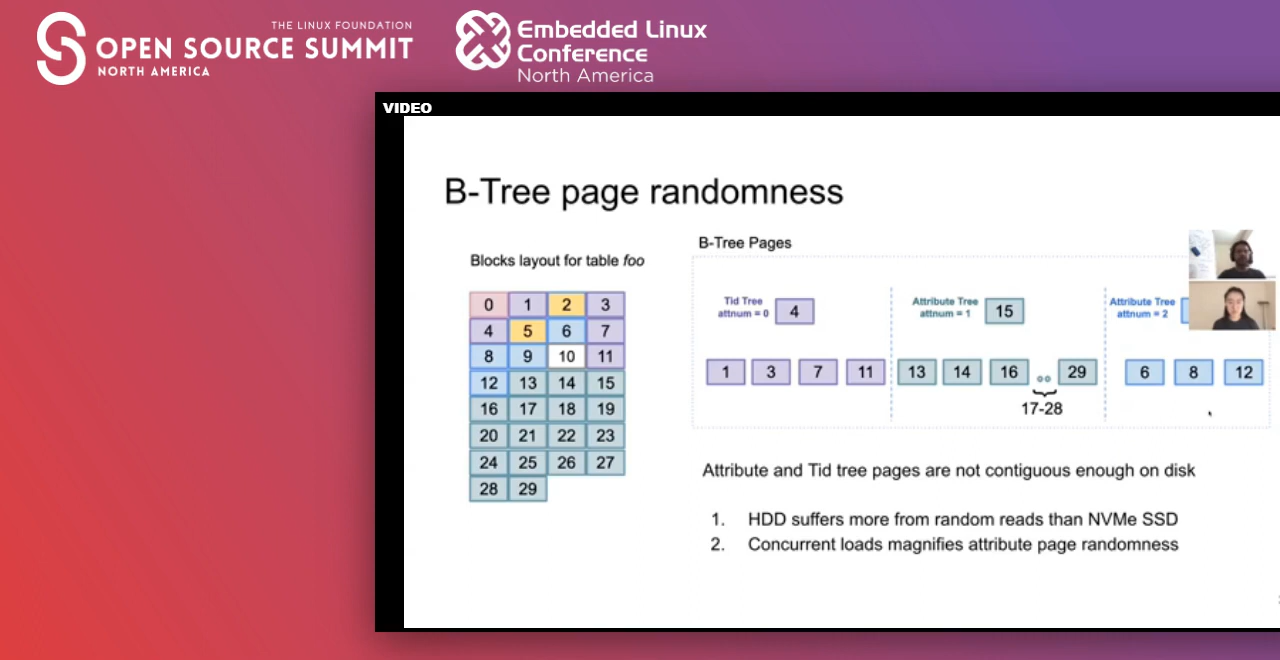 THE LINUX FOUNDATION
OPEN SOURCE SUMMIT
NORTH AMERICA
Embedded Linux
Conference
North America
VIDEO
B-Tree page randomness
Blocks layout for table foo
0 1 2 3
4 5 6 7
8 9 10 11
12 13 14 15
16 17 18 19
20 21 22 23
24 25 26 27
28 29
B-Tree Pages
Tid Tree
attnum = 0
4
1 3 7 11
Attribute Tree
attnum = 1
15
13 14 16 29
17-28
Attribute Tree
attnum = 2
6 8 12
Attribute and Tid tree pages are not contiguous enough on disk
1. HDD suffers more from random reads than NVMe SSD
2. Concurrent loads magnifies attribute page randomness